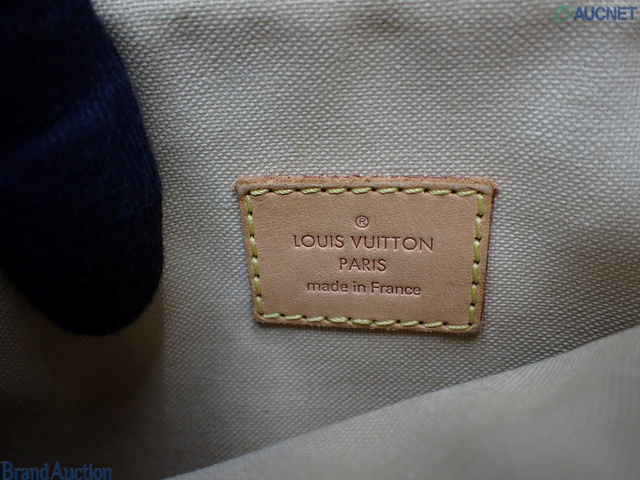 AUCNET
®
LOUIS VUITTON
PARIS
made in France
Brand Auction